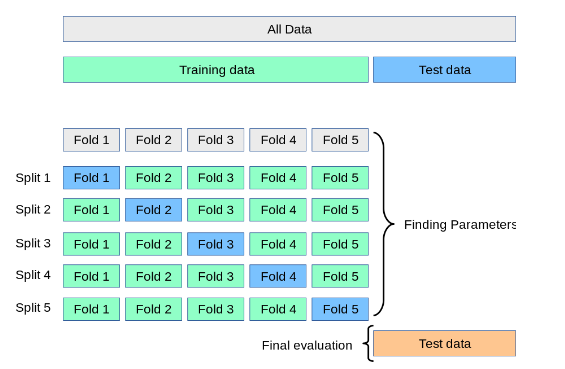 All Data
Training data Test data
Fold 1 Fold 2 Fold 3 Fold 4 Fold 5
Split 1 Fold 1 Fold 2 Fold 3 Fold 4 Fold 5
Split 2 Fold 1 Fold 2 Fold 3 Fold 4 Fold 5
Finding Parameters
Split 3 Fold 1 Fold 2 Fold 3 Fold 4 Fold 5
Split 4 Fold 1 Fold 2 Fold 3 Fold 4 Fold 5
Split 5 Fold 1 Fold 2 Fold 3 Fold 4 Fold 5
Final evaluation Test data